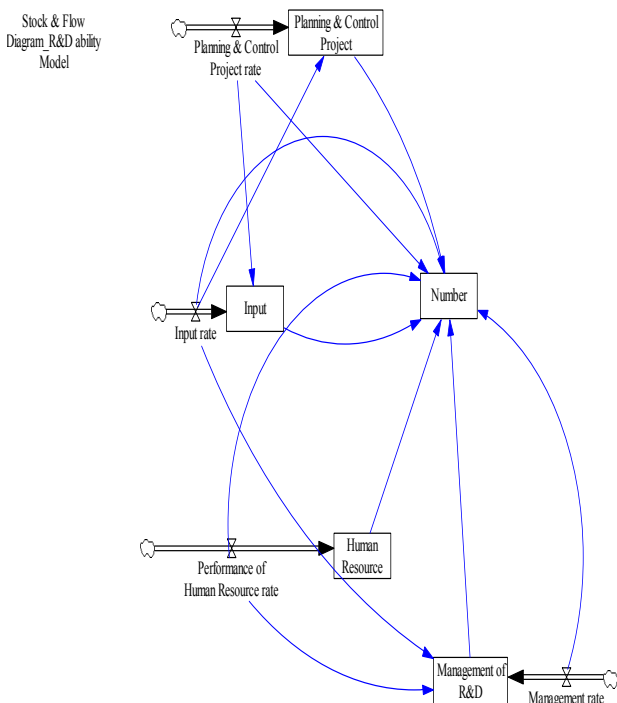 Stock & Flow
Diagram_R&D ability
Model
Planning & Control
Project
Planning & Control
Project rate
Input
Number
Input rate
Human
Resource
Performance of
Human Resource rate
Management of
R&D
Management rate